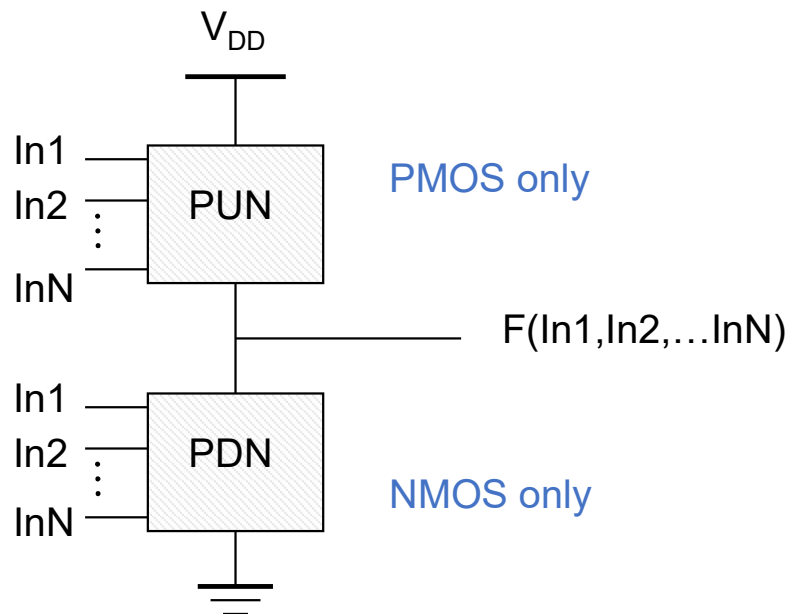 VDD
In1
PMOS only
In2
PUN
⋮
InN
F(In1,In2,…InN)
In1
In2
PDN
⋮
NMOS only
InN